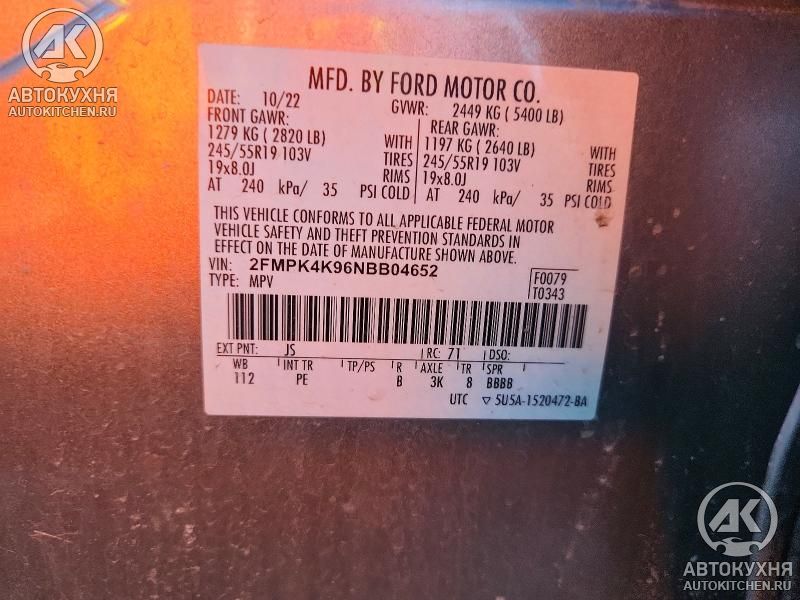 АК
АВТОКУХНЯ
AUTOKITCHEN.RU
MFD. BY FORD MOTOR CO.
DATE: 10/22 GVWR: 2449 KG ( 5400 LB)
FRONT GAWR: REAR GAWR:
1279 KG ( 2820 LB) WITH 1197 KG ( 2640 LB) WITH
245/55R19 103V TIRES 245/55R19 103V TIRES
19x8.0J RIMS 19x8.0J RIMS
AT 240 kPa/ 35 PSI COLD AT 240 kPa/ 35 PSI COLD
THIS VEHICLE CONFORMS TO ALL APPLICABLE FEDERAL MOTOR
VEHICLE SAFETY AND THEFT PREVENTION STANDARDS IN
EFFECT ON THE DATE OF MANUFACTURE SHOWN ABOVE.
VIN: 2FMPK4K96NBB04652 F0079
TYPE: MPV T0343
EXT PNT: JS RC: 71 DSO:
WB INT TR TP/PS R AXLE TR SPR
112 PE B 3K 8 BBBB
UTC ▽ 5U5A-1520472-BA
АК
АВТОКУХНЯ
AUTOKITCHEN.RU